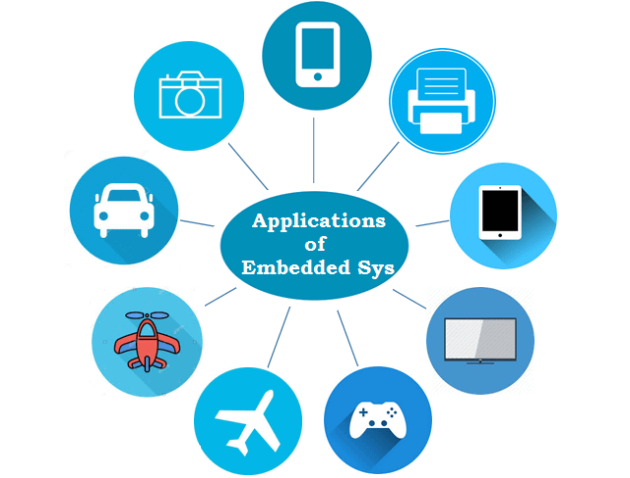 Applications
of
Embedded Sys